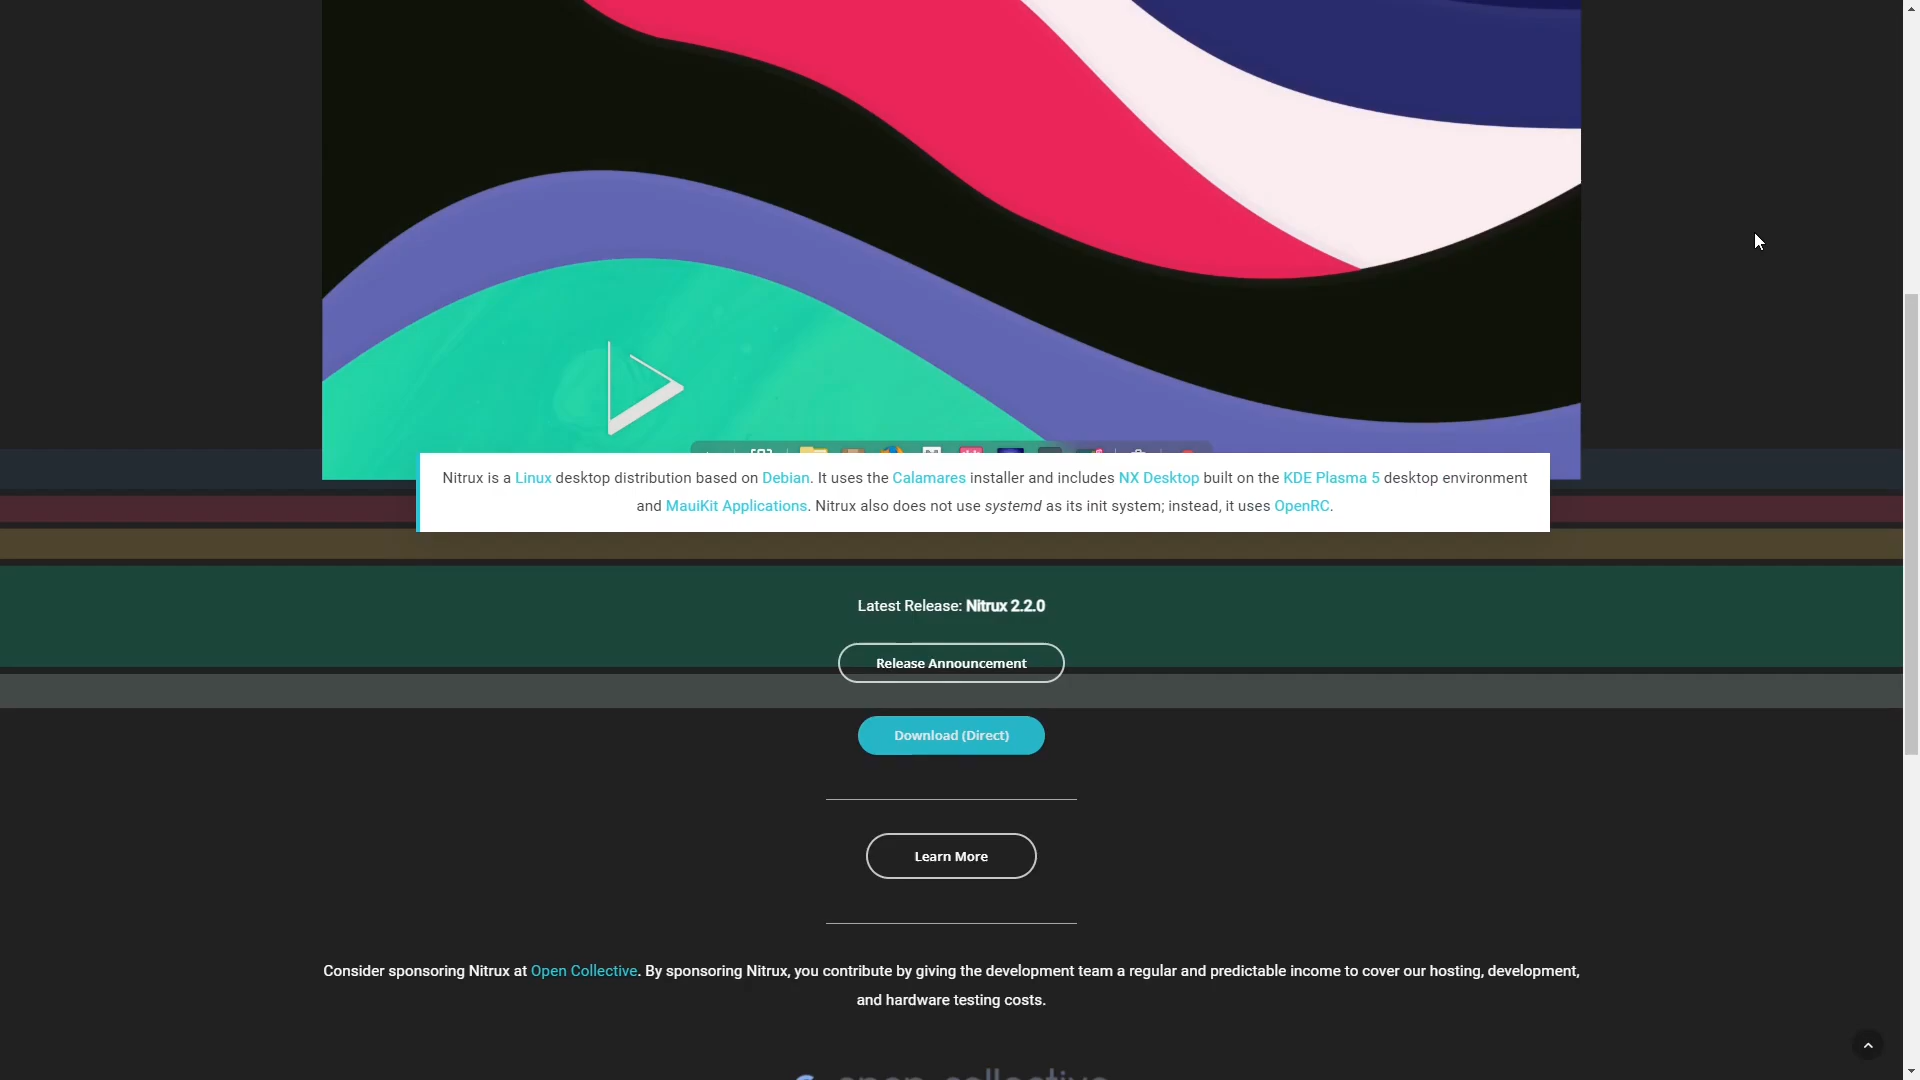 Nitrux is a Linux desktop distribution based on Debian. It uses the Calamares installer and includes NX Desktop built on the KDE Plasma 5 desktop environment
and MauiKit Applications. Nitrux also does not use systemd as its init system; instead, it uses OpenRC.
Latest Release: Nitrux 2.2.0
Release Announcement
Download (Direct)
Learn More
Consider sponsoring Nitrux at Open Collective. By sponsoring Nitrux, you contribute by giving the development team a regular and predictable income to cover our hosting, development,
and hardware testing costs.